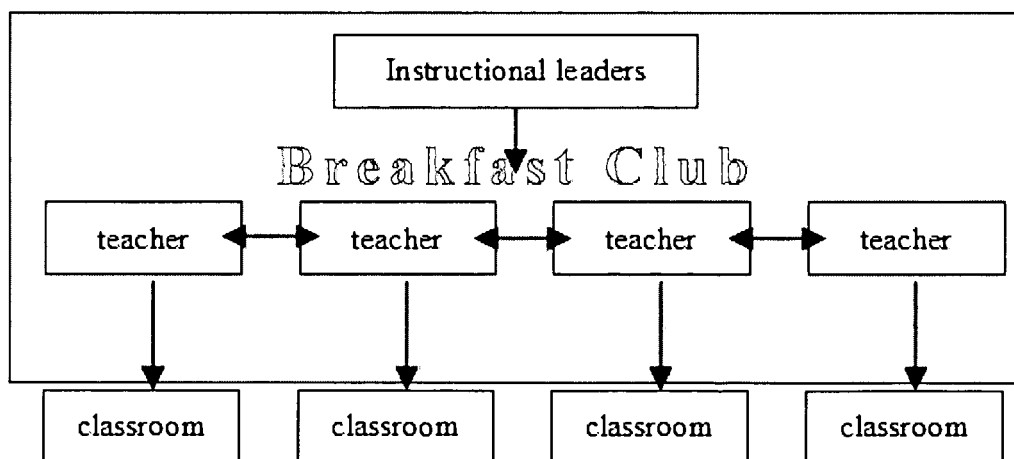 Instructional leaders
Breakfast Club
teacher teacher teacher teacher
classroom classroom classroom classroom